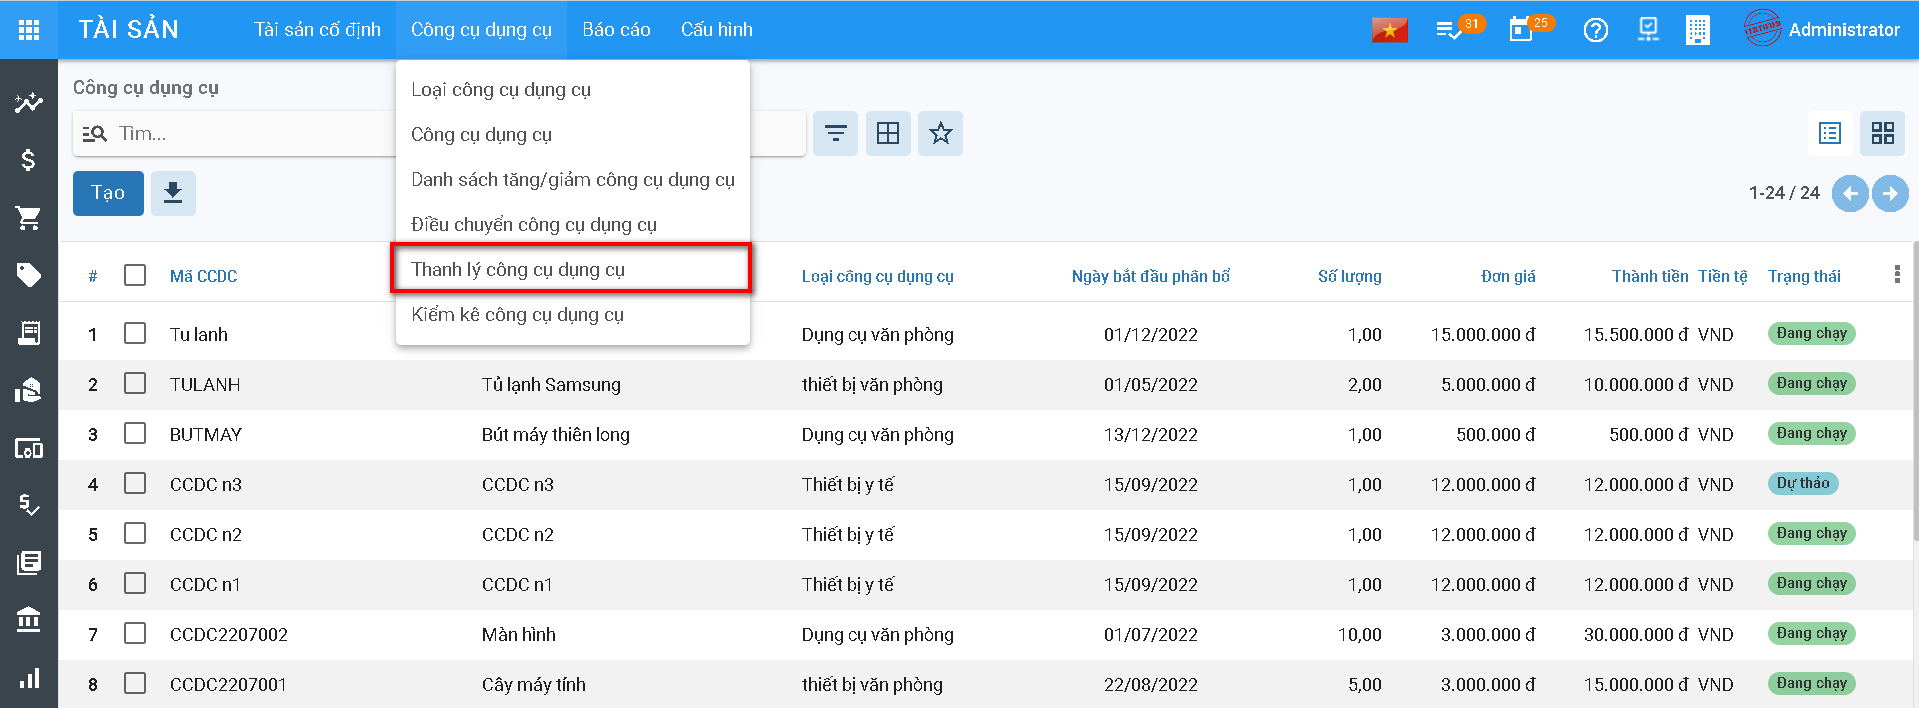 TÀI SẢN Tài sản cố định Công cụ dụng cụ Báo cáo Cấu hình 31 25 CERTIFIED Administrator
Công cụ dụng cụ
Tìm...
Loại công cụ dụng cụ
Công cụ dụng cụ
Danh sách tăng/giảm công cụ dụng cụ
Điều chuyển công cụ dụng cụ
Thanh lý công cụ dụng cụ
Kiểm kê công cụ dụng cụ
Tạo
1-24 / 24
# Mã CCDC Loại công cụ dụng cụ Ngày bắt đầu phân bổ Số lượng Đơn giá Thành tiền Tiền tệ Trạng thái
1 Tu lanh Dụng cụ văn phòng 01/12/2022 1,00 15.000.000 đ 15.500.000 đ VND Đang chạy
2 TULANH Tủ lạnh Samsung thiết bị văn phòng 01/05/2022 2,00 5.000.000 đ 10.000.000 đ VND Đang chạy
3 BUTMAY Bút máy thiên long Dụng cụ văn phòng 13/12/2022 1,00 500.000 đ 500.000 đ VND Đang chạy
4 CCDC n3 CCDC n3 Thiết bị y tế 15/09/2022 1,00 12.000.000 đ 12.000.000 đ VND Dự thảo
5 CCDC n2 CCDC n2 Thiết bị y tế 15/09/2022 1,00 12.000.000 đ 12.000.000 đ VND Đang chạy
6 CCDC n1 CCDC n1 Thiết bị y tế 15/09/2022 1,00 12.000.000 đ 12.000.000 đ VND Đang chạy
7 CCDC2207002 Màn hình Dụng cụ văn phòng 01/07/2022 10,00 3.000.000 đ 30.000.000 đ VND Đang chạy
8 CCDC2207001 Cây máy tính thiết bị văn phòng 22/08/2022 5,00 3.000.000 đ 15.000.000 đ VND Đang chạy